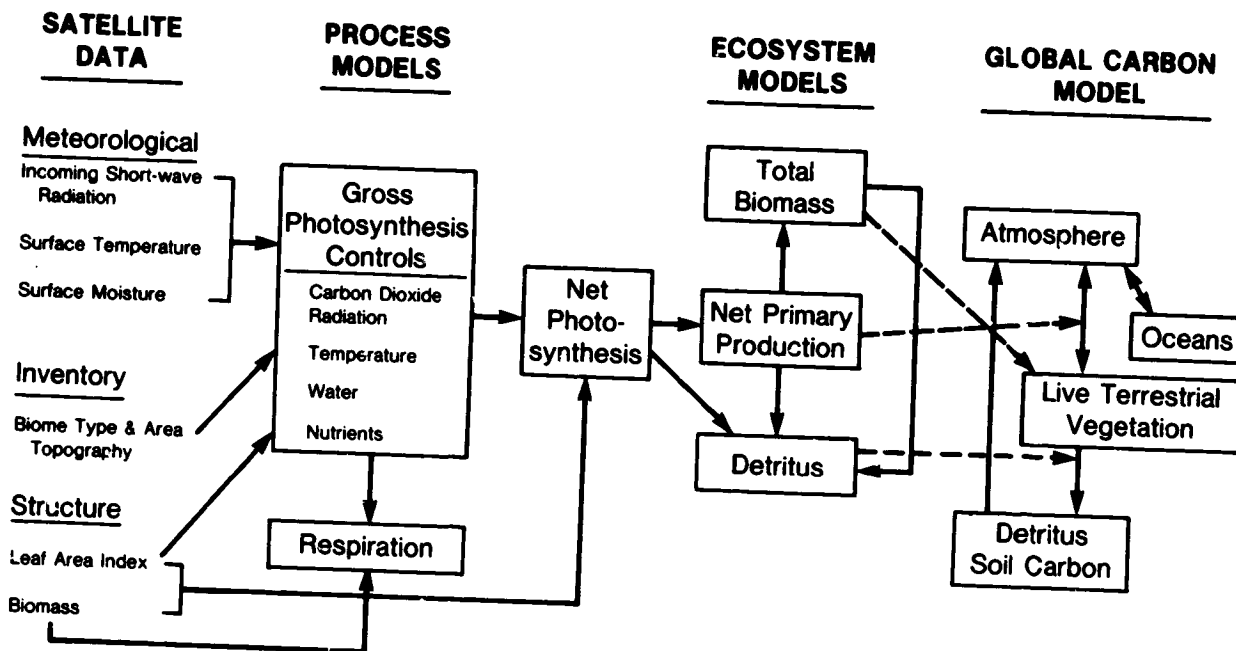 SATELLITE
DATA
PROCESS
MODELS
ECOSYSTEM
MODELS
GLOBAL CARBON
MODEL
Meteorological
Incoming Short-wave
Radiation
Surface Temperature
Surface Moisture
Inventory
Biome Type & Area
Topography
Structure
Leaf Area Index
Biomass
Gross
Photosynthesis
Controls
Carbon Dioxide
Radiation
Temperature
Water
Nutrients
Respiration
Net
Photo-
synthesis
Total
Biomass
Net Primary
Production
Detritus
Atmosphere
Oceans
Live Terrestrial
Vegetation
Detritus
Soil Carbon